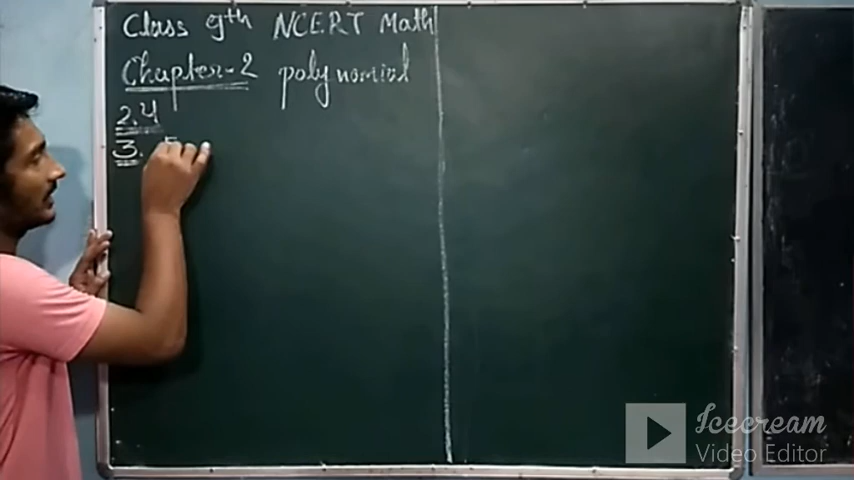 Class 9th NCERT Math
Chapter-2 polynomial
2.4
3.
Icecream
Video Editor